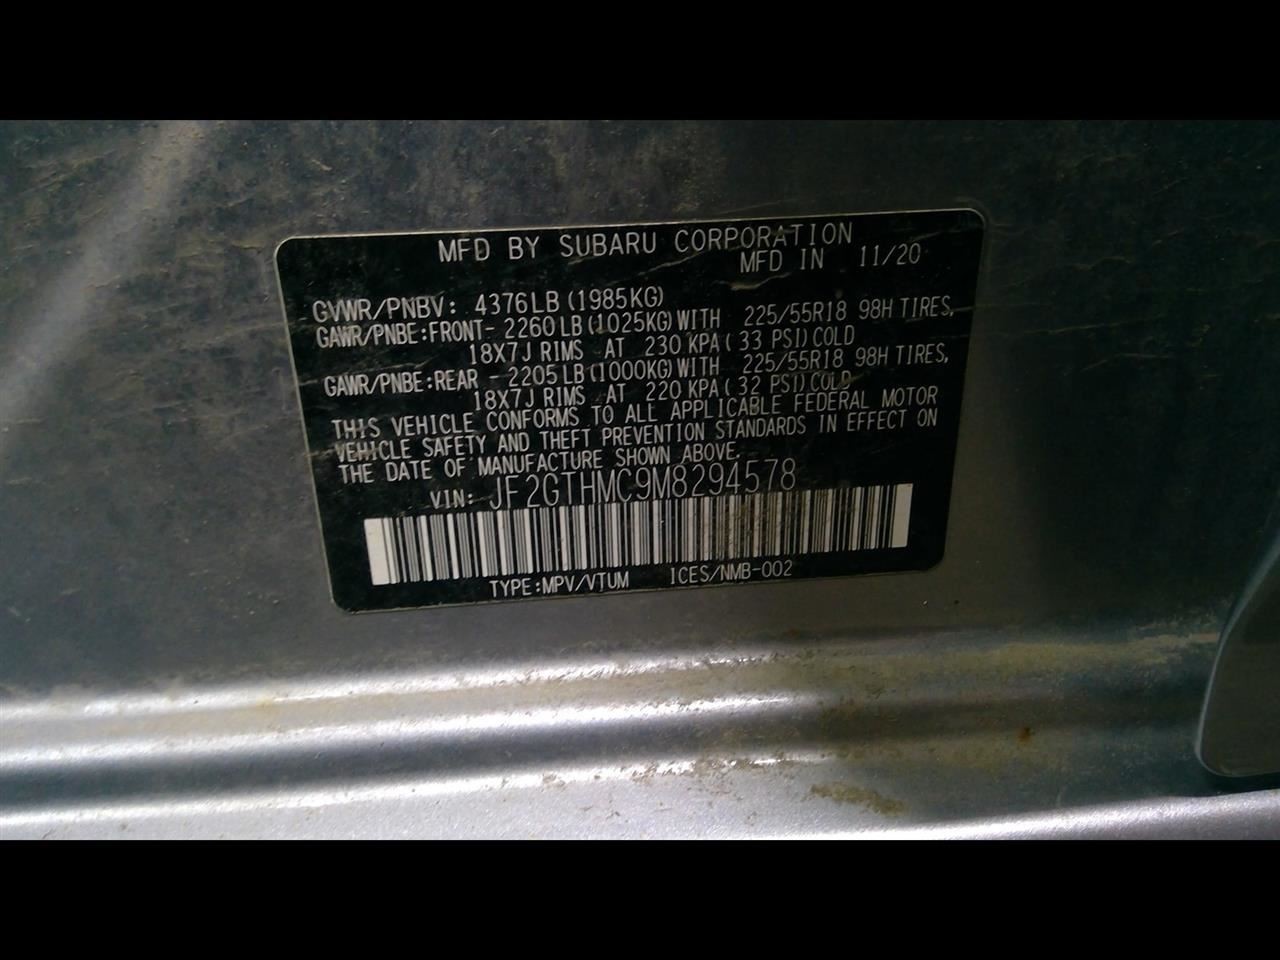 MFD BY SUBARU CORPORATION
MFD IN 11/20
GVWR/PNBV: 4376LB (1985KG)
GAWR/PNBE:FRONT- 2260LB (1025KG) WITH 225/55R18 98H TIRES,
18X7J RIMS AT 230 KPA( 33 PSI)COLD
GAWR/PNBE:REAR - 2205LB (1000KG) WITH 225/55R18 98H TIRES,
18X7J RIMS AT 220 KPA( 32 PSI)COLD
THIS VEHICLE CONFORMS TO ALL APPLICABLE FEDERAL MOTOR
VEHICLE SAFETY AND THEFT PREVENTION STANDARDS IN EFFECT ON
THE DATE OF MANUFACTURE SHOWN ABOVE.
VIN: JF2GTHMC9M8294578
TYPE:MPV/VTUM ICES/NMB-002